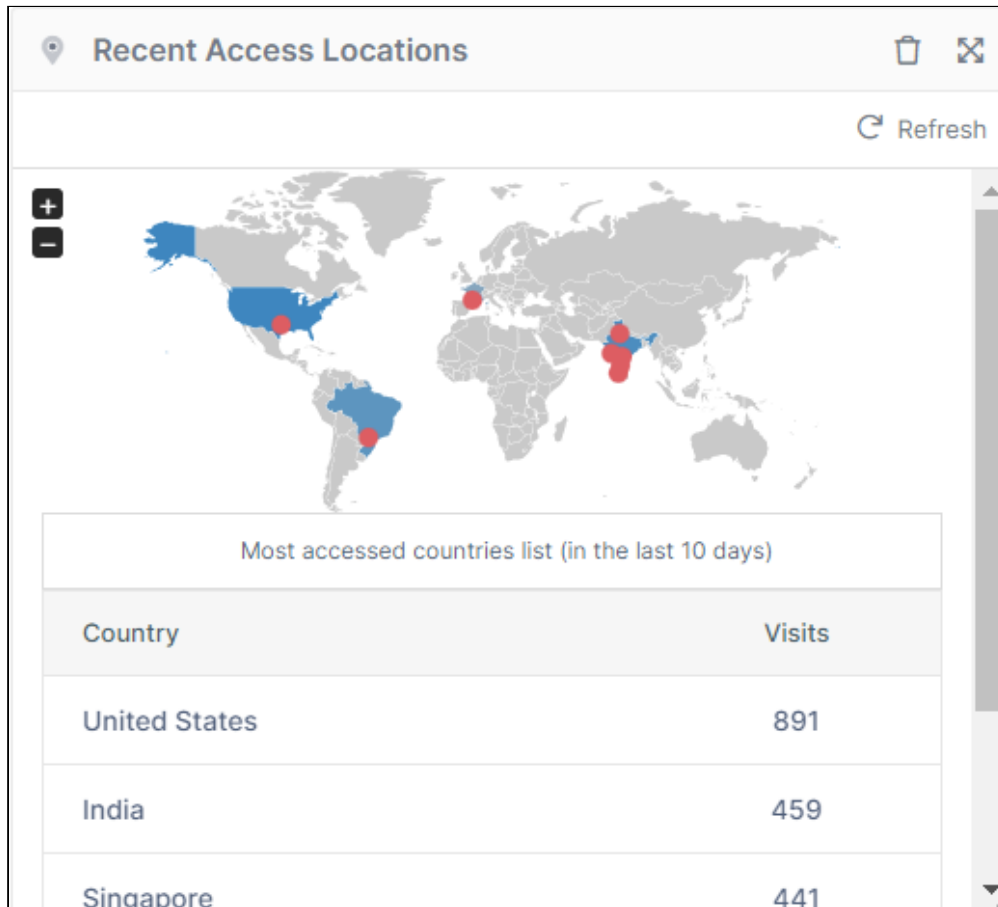 Recent Access Locations
Refresh
+
−
Most accessed countries list (in the last 10 days)
Country Visits
United States 891
India 459
Singapore 441